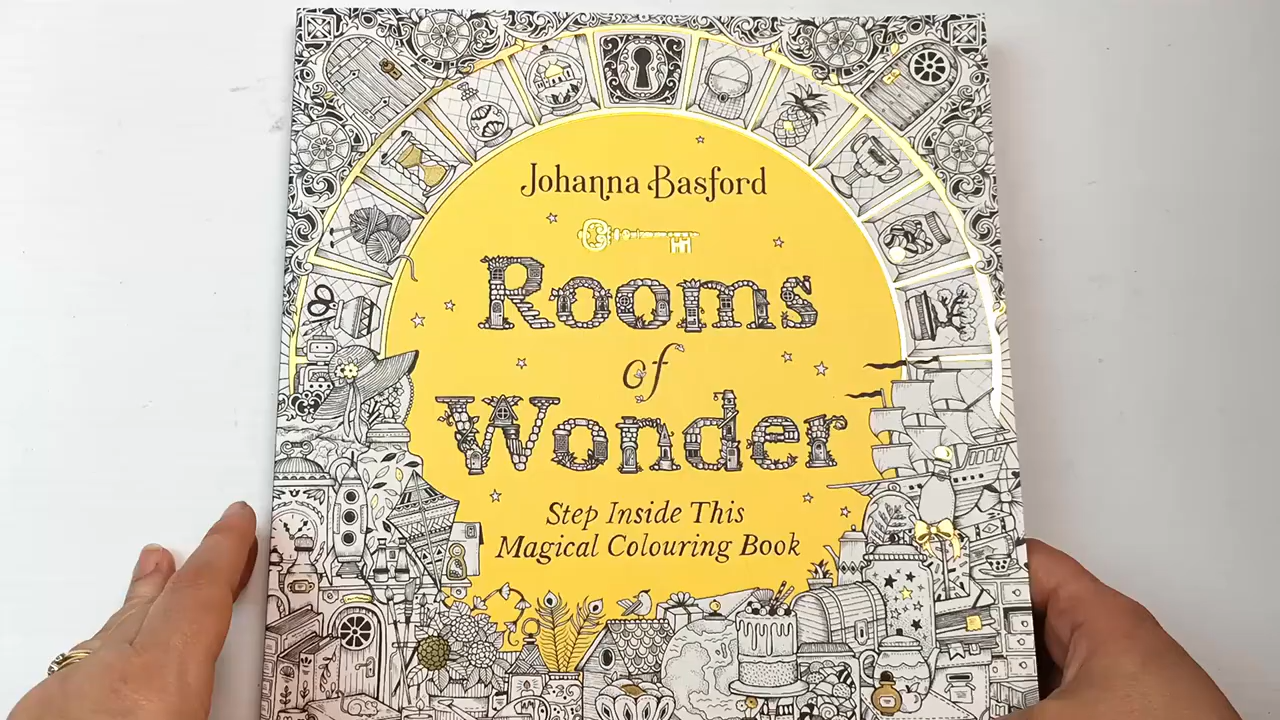 Johanna Basford
Rooms
of
Wonder
Step Inside This
Magical Colouring Book